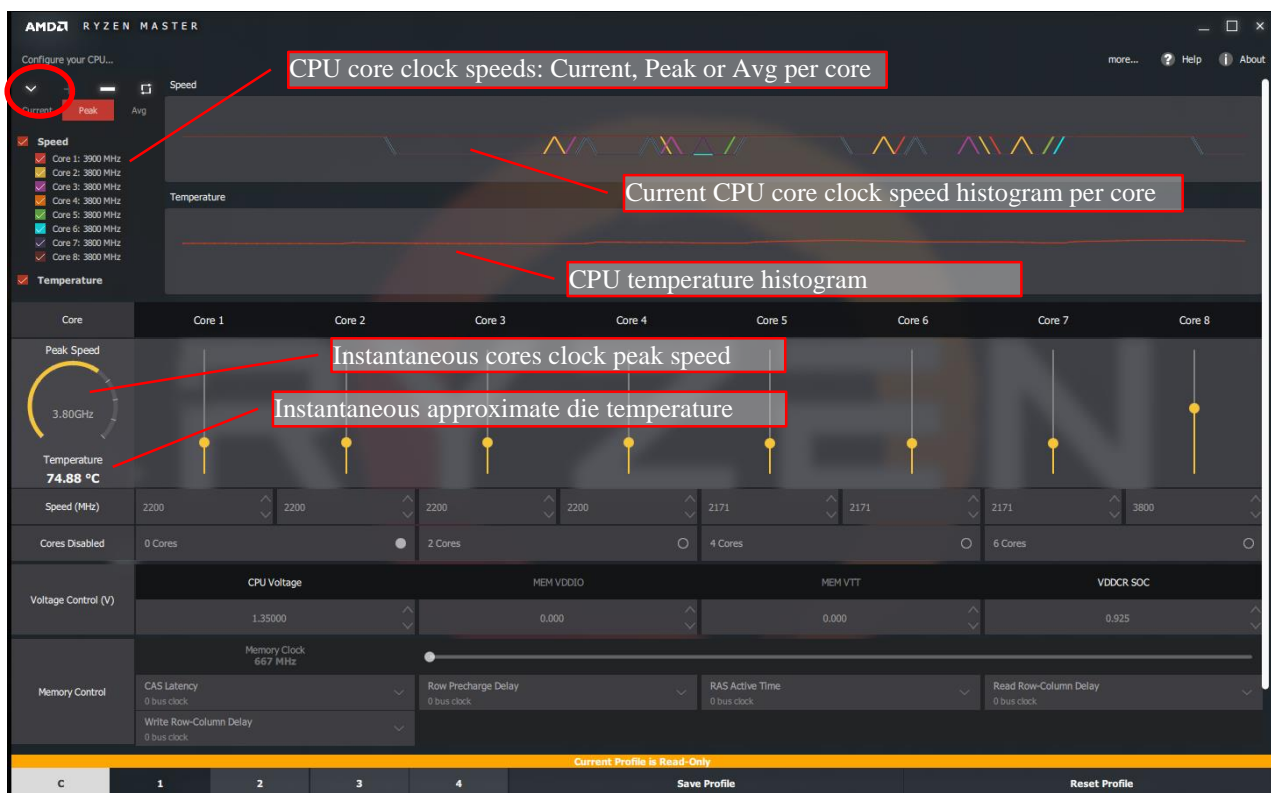 AMD RYZEN MASTER
Configure your CPU...
more... ? Help i About
CPU core clock speeds: Current, Peak or Avg per core
Current Peak Avg
Speed
Speed
Core 1: 3900 MHz
Core 2: 3800 MHz
Core 3: 3800 MHz
Core 4: 3800 MHz
Core 5: 3800 MHz
Core 6: 3800 MHz
Core 7: 3800 MHz
Core 8: 3800 MHz
Temperature
Current CPU core clock speed histogram per core
Temperature
CPU temperature histogram
Core Core 1 Core 2 Core 3 Core 4 Core 5 Core 6 Core 7 Core 8
Peak Speed
Instantaneous cores clock peak speed
3.80GHz
Instantaneous approximate die temperature
Temperature
74.88 °C
RYZEN
Speed (MHz) 2200 2200 2200 2200 2171 2171 2171 3800
Cores Disabled 0 Cores 2 Cores 4 Cores 6 Cores
Voltage Control (V) CPU Voltage MEM VDDIO MEM VTT VDDCR SOC
1.35000 0.000 0.000 0.925
Memory Control
Memory Clock
667 MHz
CAS Latency Row Precharge Delay RAS Active Time Read Row-Column Delay
0 bus clock 0 bus clock 0 bus clock 0 bus clock
Write Row-Column Delay
0 bus clock
Current Profile is Read-Only
C 1 2 3 4 Save Profile Reset Profile